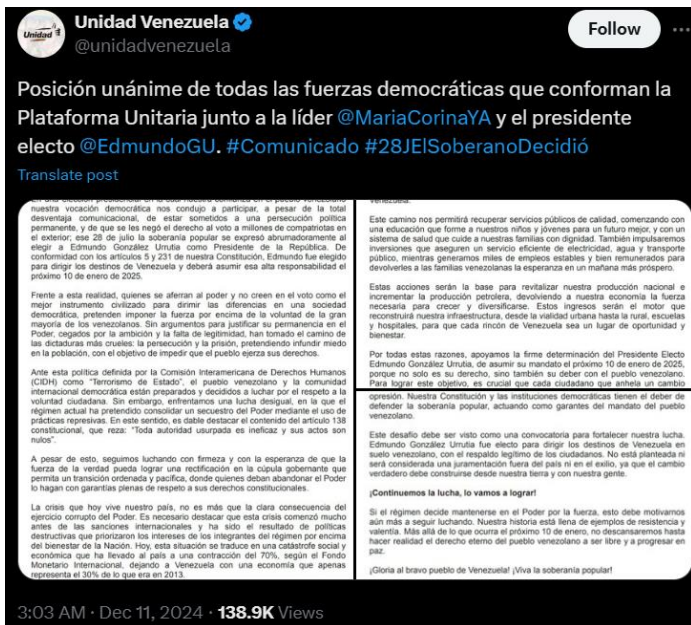 Unidad
Unidad Venezuela
@unidadvenezuela
Follow
Posición unánime de todas las fuerzas democráticas que conforman la
Plataforma Unitaria junto a la líder @MariaCorinaYA y el presidente
electo @EdmundoGU. #Comunicado #28JElSoberanoDecidió
Translate post
nuestra vocación democrática nos condujo a participar, a pesar de la total
desventaja comunicacional, de estar sometidos a una persecución política
permanente, y de que se les negó el derecho al voto a millones de compatriotas en
el exterior; ese 28 de julio la soberanía popular se expresó abrumadoramente al
elegir a Edmundo González Urrutia como Presidente de la República. De
conformidad con los artículos 5 y 231 de nuestra Constitución, Edmundo fue elegido
para dirigir los destinos de Venezuela y deberá asumir esa alta responsabilidad el
próximo 10 de enero de 2025.
Frente a esta realidad, quienes se aferran al poder y no creen en el voto como el
mejor instrumento civilizado para dirimir las diferencias en una sociedad
democrática, pretenden imponer la fuerza por encima de la voluntad de la gran
mayoría de los venezolanos. Sin argumentos para justificar su permanencia en el
Poder, cegados por la ambición y la falta de legitimidad, han tomado el camino de
las dictaduras más crueles: la persecución y la prisión, pretendiendo infundir miedo
en la población, con el objetivo de impedir que el pueblo ejerza sus derechos.
Ante esta política definida por la Comisión Interamericana de Derechos Humanos
(CIDH) como "Terrorismo de Estado", el pueblo venezolano y la comunidad
internacional democrática están preparados y decididos a luchar por el respeto a la
voluntad ciudadana. Sin embargo, enfrentamos una lucha desigual, en la que el
régimen actual ha pretendido consolidar un secuestro del Poder mediante el uso de
prácticas represivas. En este sentido, es dable destacar el contenido del artículo 138
constitucional, que reza: "Toda autoridad usurpada es ineficaz y sus actos son
nulos".
A pesar de esto, seguimos luchando con firmeza y con la esperanza de que la
fuerza de la verdad pueda lograr una rectificación en la cúpula gobernante que
permita un transición ordenada y pacífica, donde quienes deban abandonar el Poder
lo hagan con garantías plenas de respeto a sus derechos constitucionales.
La crisis que hoy vive nuestro país, no es más que la clara consecuencia del
ejercicio corrupto del Poder. Es necesario destacar que esta crisis comenzó mucho
antes de las sanciones internacionales y ha sido el resultado de políticas
destructivas que priorizaron los intereses de los integrantes del régimen por encima
del bienestar de la Nación. Hoy, esta situación se traduce en una catástrofe social y
económica que ha llevado al país a una contracción del 70%, según el Fondo
Monetario Internacional, dejando a Venezuela con una economía que apenas
representa el 30% de lo que era en 2013.
Venezuela.
Este camino nos permitirá recuperar servicios públicos de calidad, comenzando con
una educación que forme a nuestros niños y jóvenes para un futuro mejor, y con un
sistema de salud que cuide a nuestras familias con dignidad. También impulsaremos
inversiones que aseguren un servicio eficiente de electricidad, agua y transporte
público, mientras generamos miles de empleos estables y bien remunerados para
devolverles a las familias venezolanas la esperanza en un mañana más próspero.
Estas acciones serán la base para revitalizar nuestra producción nacional e
incrementar la producción petrolera, devolviendo a nuestra economía la fuerza
necesaria para crecer y diversificarse. Estos ingresos serán el motor que
reconstruirá nuestra infraestructura, desde la vialidad urbana hasta la rural, escuelas
y hospitales, para que cada rincón de Venezuela sea un lugar de oportunidad y
bienestar.
Por todas estas razones, apoyamos la firme determinación del Presidente Electo
Edmundo González Urrutia, de asumir su mandato el próximo 10 de enero de 2025,
porque no solo es su derecho, sino también su deber con el pueblo venezolano.
Para lograr este objetivo, es crucial que cada ciudadano que anhela un cambio
opresión. Nuestra Constitución y las instituciones democráticas tienen el deber de
defender la soberanía popular, actuando como garantes del mandato del pueblo
venezolano.
Este desafío debe ser visto como una convocatoria para fortalecer nuestra lucha.
Edmundo González Urrutia fue electo para dirigir los destinos de Venezuela en
suelo venezolano, con el respaldo legítimo de los ciudadanos. No está planteada ni
será considerada una juramentación fuera del país ni en el exilio, ya que el cambio
verdadero debe construirse desde nuestra tierra y con nuestra gente.
¡Continuemos la lucha, lo vamos a lograr!
Si el régimen decide mantenerse en el Poder por la fuerza, esto debe motivarnos
aún más a seguir luchando. Nuestra historia está llena de ejemplos de resistencia y
valentía. Más allá de lo que ocurra el próximo 10 de enero, no descansaremos hasta
hacer realidad el derecho eterno del pueblo venezolano a ser libre y a progresar en
paz.
¡Gloria al bravo pueblo de Venezuela! ¡Viva la soberanía popular!
3:03 AM · Dec 11, 2024 · 138.9K Views